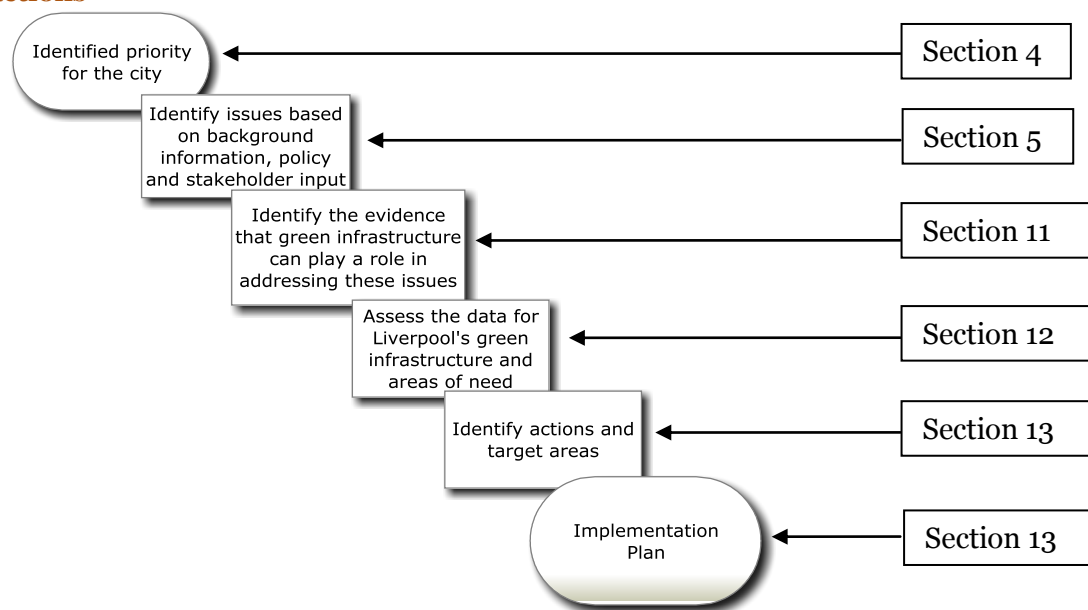 Identified priority
for the city
Section 4
Identify issues based
on background
information, policy
and stakeholder input
Section 5
Identify the evidence
that green infrastructure
can play a role in
addressing these issues
Section 11
Assess the data for
Liverpool's green
infrastructure and
areas of need
Section 12
Identify actions and
target areas
Section 13
Implementation
Plan
Section 13